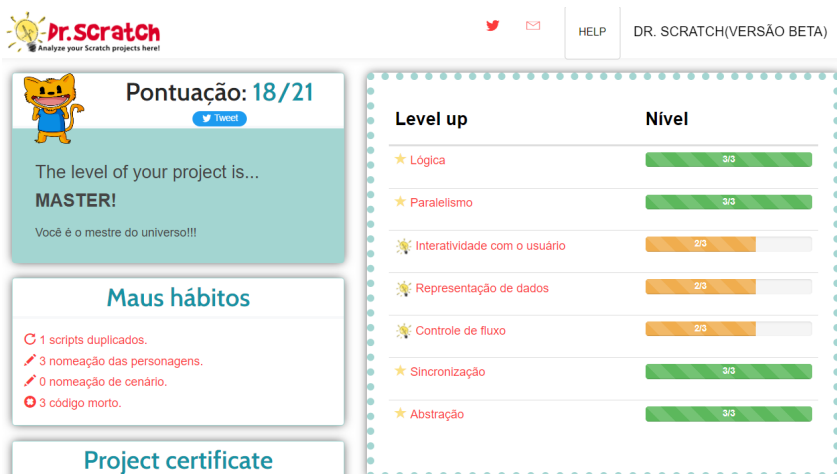 Dr.Scratch
Analyze your Scratch projects here!
HELP
DR. SCRATCH(VERSÃO BETA)
Pontuação: 18/21
Tweet
The level of your project is...
MASTER!
Você é o mestre do universo!!!
Maus hábitos
1 scripts duplicados.
3 nomeação das personagens.
0 nomeação de cenário.
3 código morto.
Project certificate
Level up Nível
Lógica 3/3
Paralelismo 3/3
Interatividade com o usuário 2/3
Representação de dados 2/3
Controle de fluxo 2/3
Sincronização 3/3
Abstração 3/3